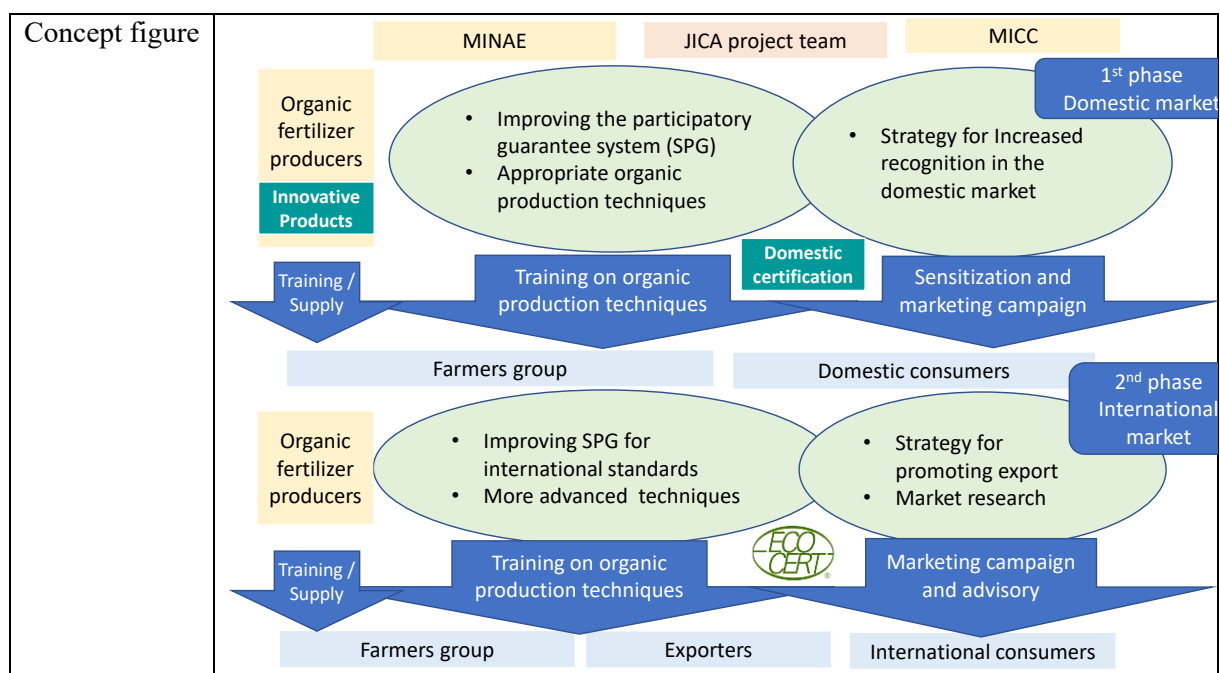 Concept figure
MINAE
JICA project team
MICC
1st phase
Domestic market
Organic
fertilizer
producers
Innovative
Products
• Improving the participatory
guarantee system (SPG)
• Appropriate organic
production techniques
• Strategy for Increased
recognition in the
domestic market
Domestic
certification
Training /
Supply
Training on organic
production techniques
Sensitization and
marketing campaign
Farmers group
Domestic consumers
2nd phase
International
market
Organic
fertilizer
producers
• Improving SPG for
international standards
• More advanced techniques
• Strategy for
promoting export
• Market research
ECO
CERT
®
Training /
Supply
Training on organic
production techniques
Marketing campaign
and advisory
Farmers group
Exporters
International consumers